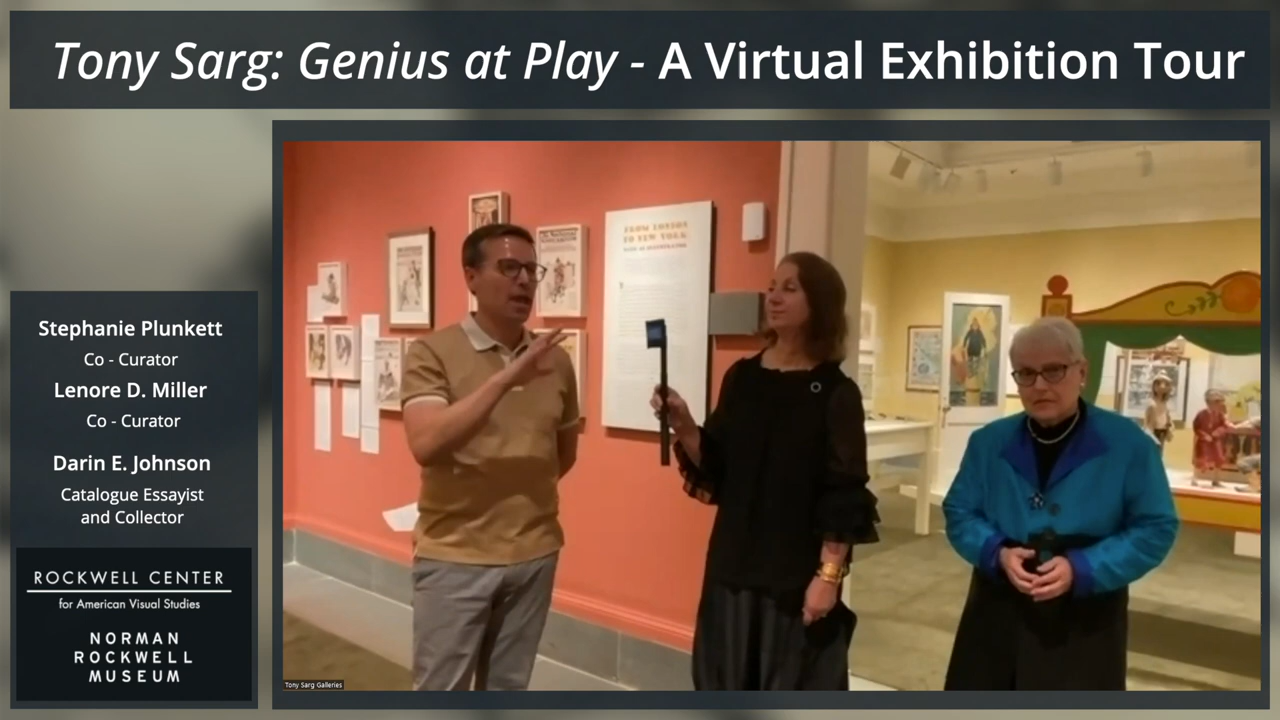 Tony Sarg: Genius at Play - A Virtual Exhibition Tour
Stephanie Plunkett
Co - Curator
Lenore D. Miller
Co - Curator
Darin E. Johnson
Catalogue Essayist
and Collector
ROCKWELL CENTER
for American Visual Studies
NORMAN
ROCKWELL
MUSEUM
FROM LONDON
TO NEW YORK
Tony Sarg Galleries